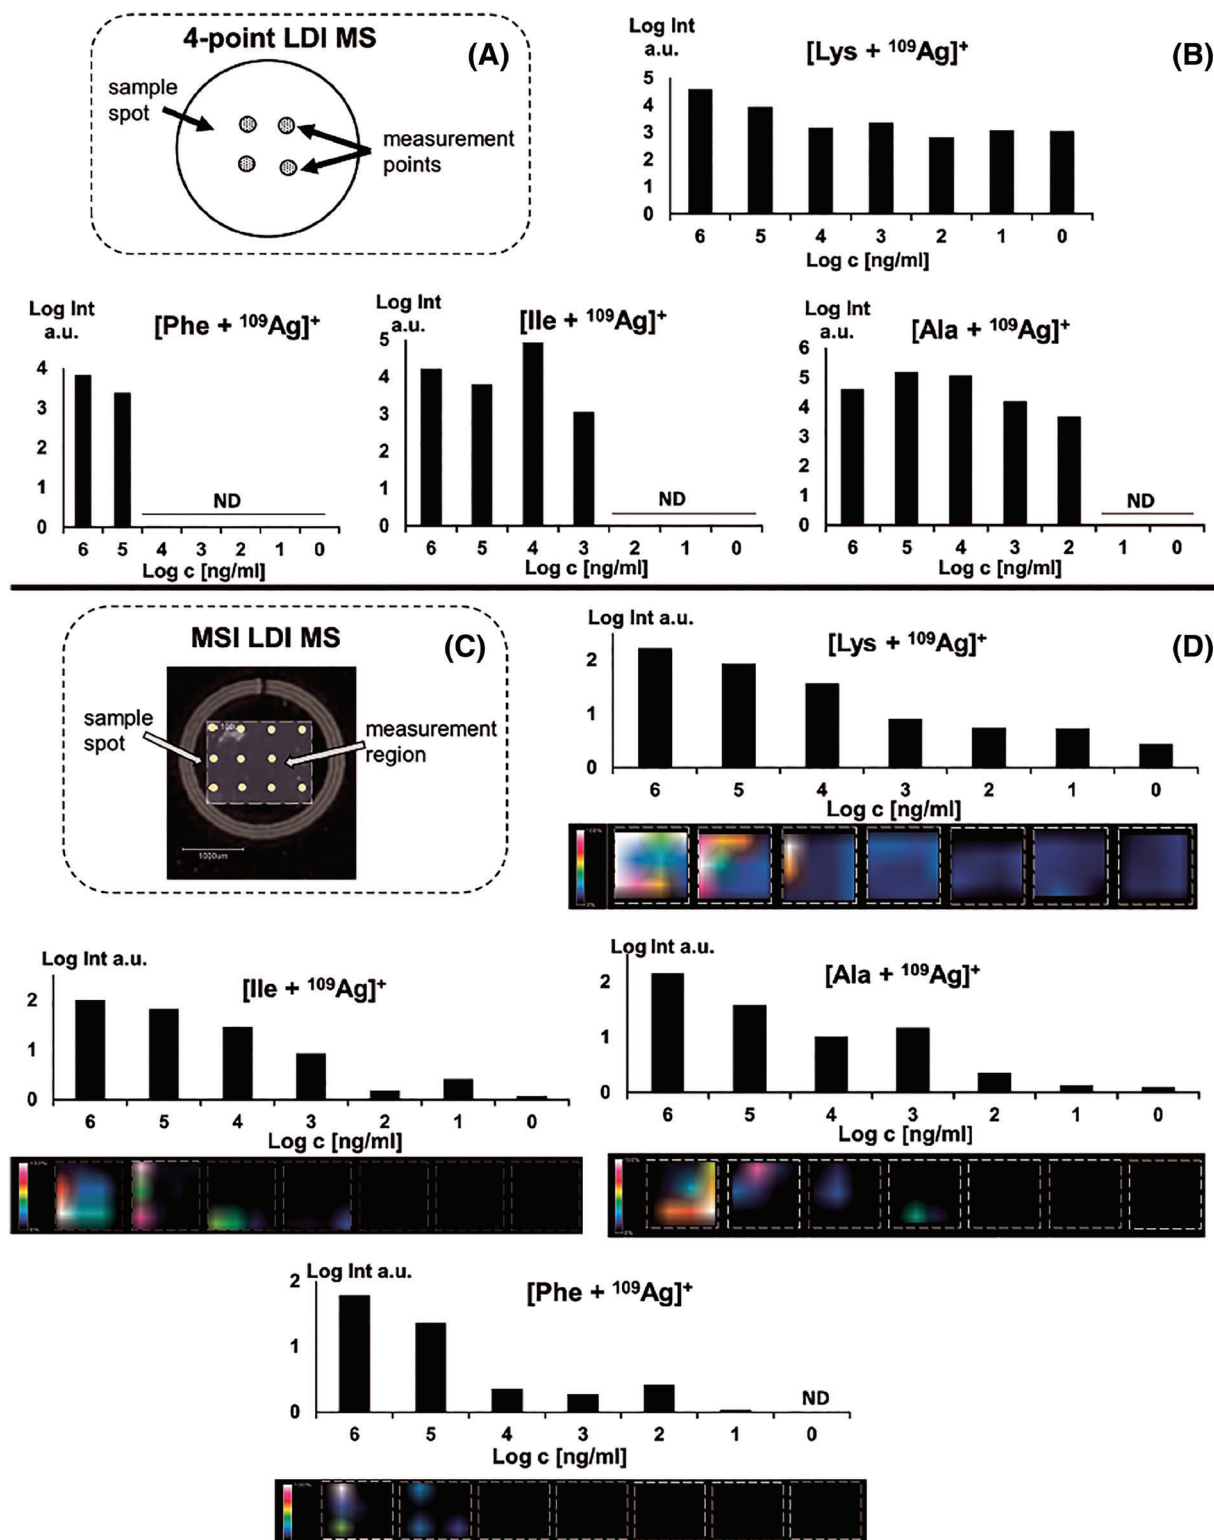 4-point LDI MS
(A)
sample
spot
measurement
points
Log Int
a.u.
[Lys + ¹⁰⁹Ag]⁺
(B)
5
4
3
2
1
0
6 5 4 3 2 1 0
Log c [ng/ml]
Log Int
a.u.
[Phe + ¹⁰⁹Ag]⁺
4
3
2
1
0
ND
6 5 4 3 2 1 0
Log c [ng/ml]
Log Int
a.u.
[Ile + ¹⁰⁹Ag]⁺
5
4
3
2
1
0
ND
6 5 4 3 2 1 0
Log c [ng/ml]
Log Int
a.u.
[Ala + ¹⁰⁹Ag]⁺
6
5
4
3
2
1
0
ND
6 5 4 3 2 1 0
Log c [ng/ml]
MSI LDI MS
(C)
sample
spot
measurement
region
1000um
Log Int a.u.
[Lys + ¹⁰⁹Ag]⁺
(D)
2
1
0
6 5 4 3 2 1 0
Log c [ng/ml]
100%
0%
Log Int a.u.
[Ile + ¹⁰⁹Ag]⁺
2
1
0
6 5 4 3 2 1 0
Log c [ng/ml]
Log Int a.u.
[Ala + ¹⁰⁹Ag]⁺
2
1
0
6 5 4 3 2 1 0
Log c [ng/ml]
Log Int a.u.
[Phe + ¹⁰⁹Ag]⁺
2
1
0
ND
6 5 4 3 2 1 0
Log c [ng/ml]
100%